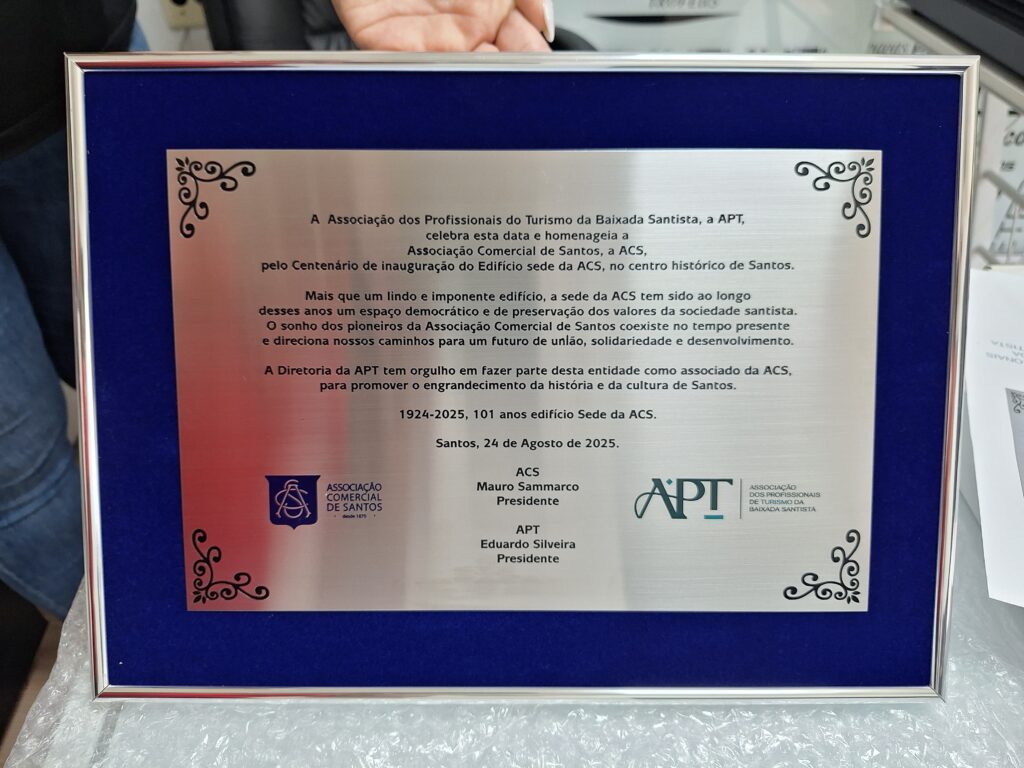 A Associação dos Profissionais do Turismo da Baixada Santista, a APT,
celebra esta data e homenageia a
Associação Comercial de Santos, a ACS,
pelo Centenário de inauguração do Edifício sede da ACS, no centro histórico de Santos.
Mais que um lindo e imponente edifício, a sede da ACS tem sido ao longo
desses anos um espaço democrático e de preservação dos valores da sociedade santista.
O sonho dos pioneiros da Associação Comercial de Santos coexiste no tempo presente
e direciona nossos caminhos para um futuro de união, solidariedade e desenvolvimento.
A Diretoria da APT tem orgulho em fazer parte desta entidade como associado da ACS,
para promover o engrandecimento da história e da cultura de Santos.
1924-2025, 101 anos edifício Sede da ACS.
Santos, 24 de Agosto de 2025.
ACS
Mauro Sammarco
Presidente
APT
Eduardo Silveira
Presidente
ASSOCIAÇÃO
COMERCIAL
DE SANTOS
desde 1870
APT
ASSOCIAÇÃO
DOS PROFISSIONAIS
DE TURISMO DA
BAIXADA SANTISTA